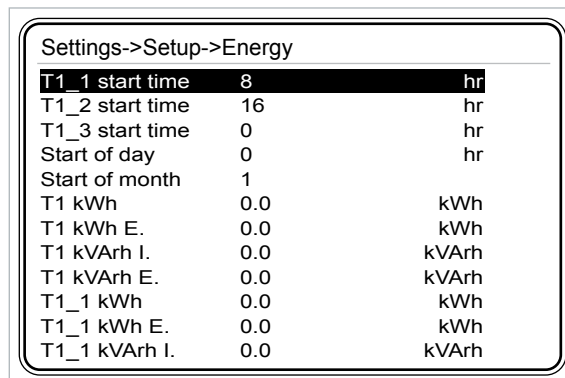 Settings->Setup->Energy
T1_1 start time 8 hr
T1_2 start time 16 hr
T1_3 start time 0 hr
Start of day 0 hr
Start of month 1
T1 kWh 0.0 kWh
T1 kWh E. 0.0 kWh
T1 kVArh I. 0.0 kVArh
T1 kVArh E. 0.0 kVArh
T1_1 kWh 0.0 kWh
T1_1 kWh E. 0.0 kWh
T1_1 kVArh I. 0.0 kVArh